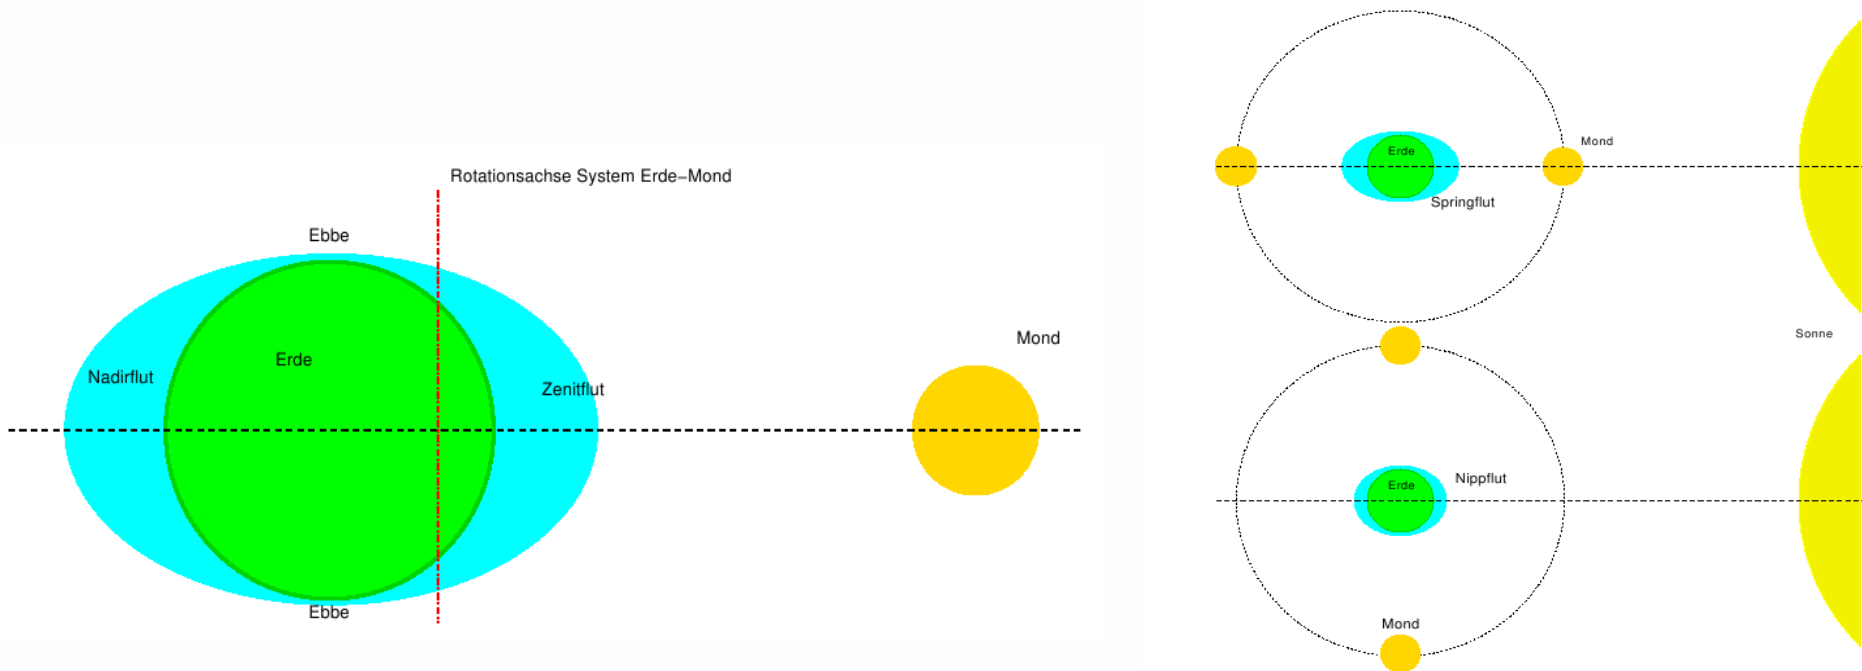 Rotationsachse System Erde−Mond
Ebbe
Mond
Erde
Nadirflut
Zenitflut
Ebbe
Erde
Mond
Springflut
Sonne
Nippflut
Erde
Mond